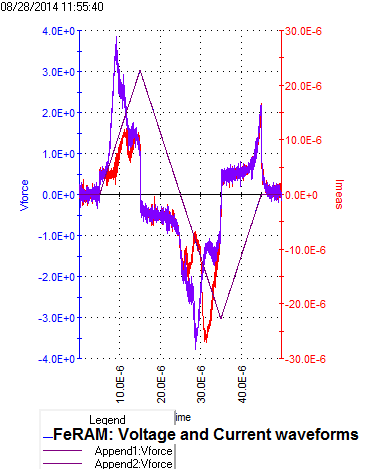 08/28/2014 11:55:40
4.0E+0
3.0E+0
2.0E+0
1.0E+0
0.0E+0
-1.0E+0
-2.0E+0
-3.0E+0
-4.0E+0
Vforce
30.0E-6
20.0E-6
10.0E-6
0.0E+0
-10.0E-6
-20.0E-6
-30.0E-6
Imeas
10.0E-6
20.0E-6
30.0E-6
40.0E-6
ime
Legend
FeRAM: Voltage and Current waveforms
Append1:Vforce
Append2:Vforce